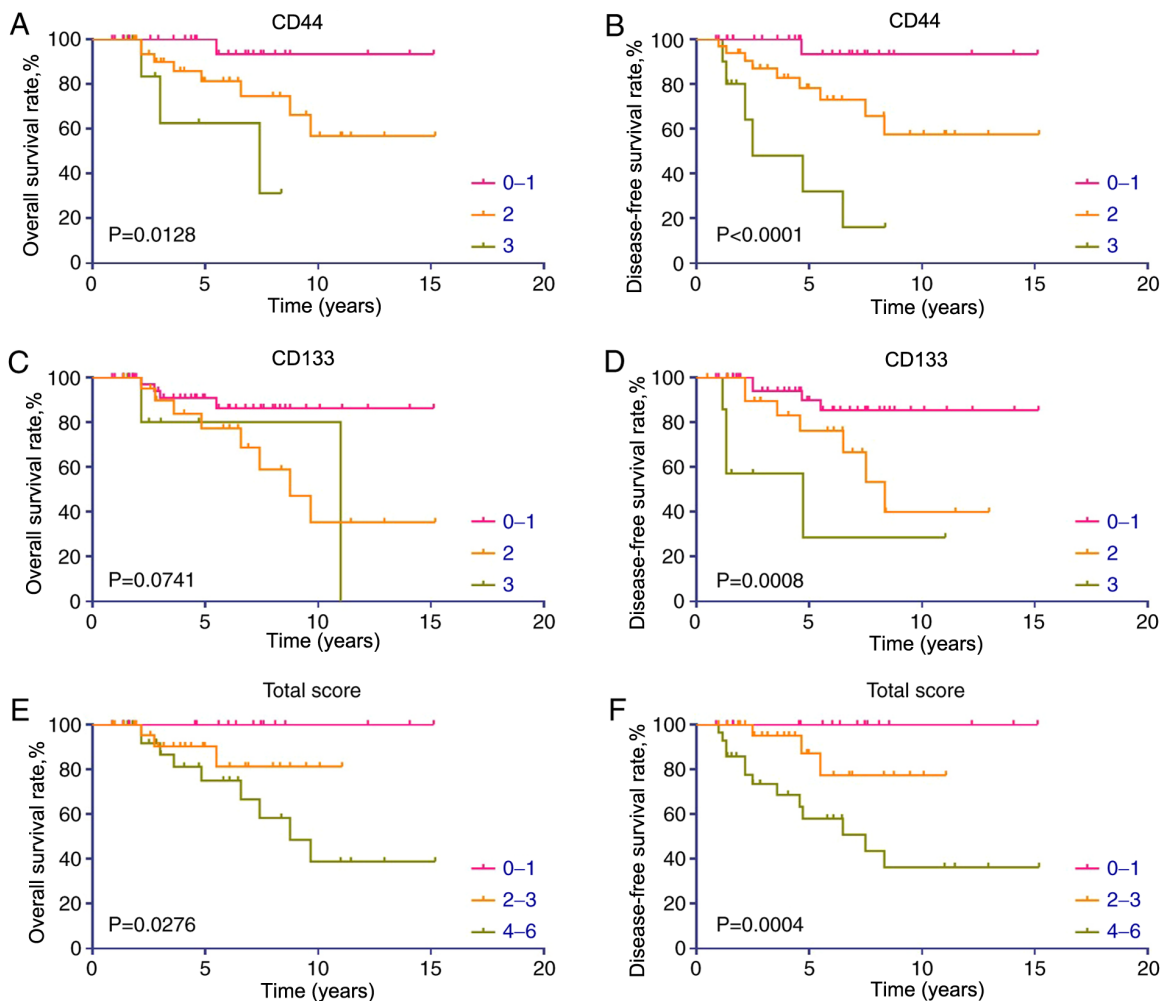 A
CD44
Overall survival rate,%
100
80
60
40
20
0
0 5 10 15 20
Time (years)
P=0.0128
0–1
2
3
B
CD44
Disease-free survival rate,%
100
80
60
40
20
0
0 5 10 15 20
Time (years)
P<0.0001
0–1
2
3
C
CD133
Overall survival rate,%
100
80
60
40
20
0
0 5 10 15 20
Time (years)
P=0.0741
0–1
2
3
D
CD133
Disease-free survival rate,%
100
80
60
40
20
0
0 5 10 15 20
Time (years)
P=0.0008
0–1
2
3
E
Total score
Overall survival rate,%
100
80
60
40
20
0
0 5 10 15 20
Time (years)
P=0.0276
0–1
2–3
4–6
F
Total score
Disease-free survival rate,%
100
80
60
40
20
0
0 5 10 15 20
Time (years)
P=0.0004
0–1
2–3
4–6